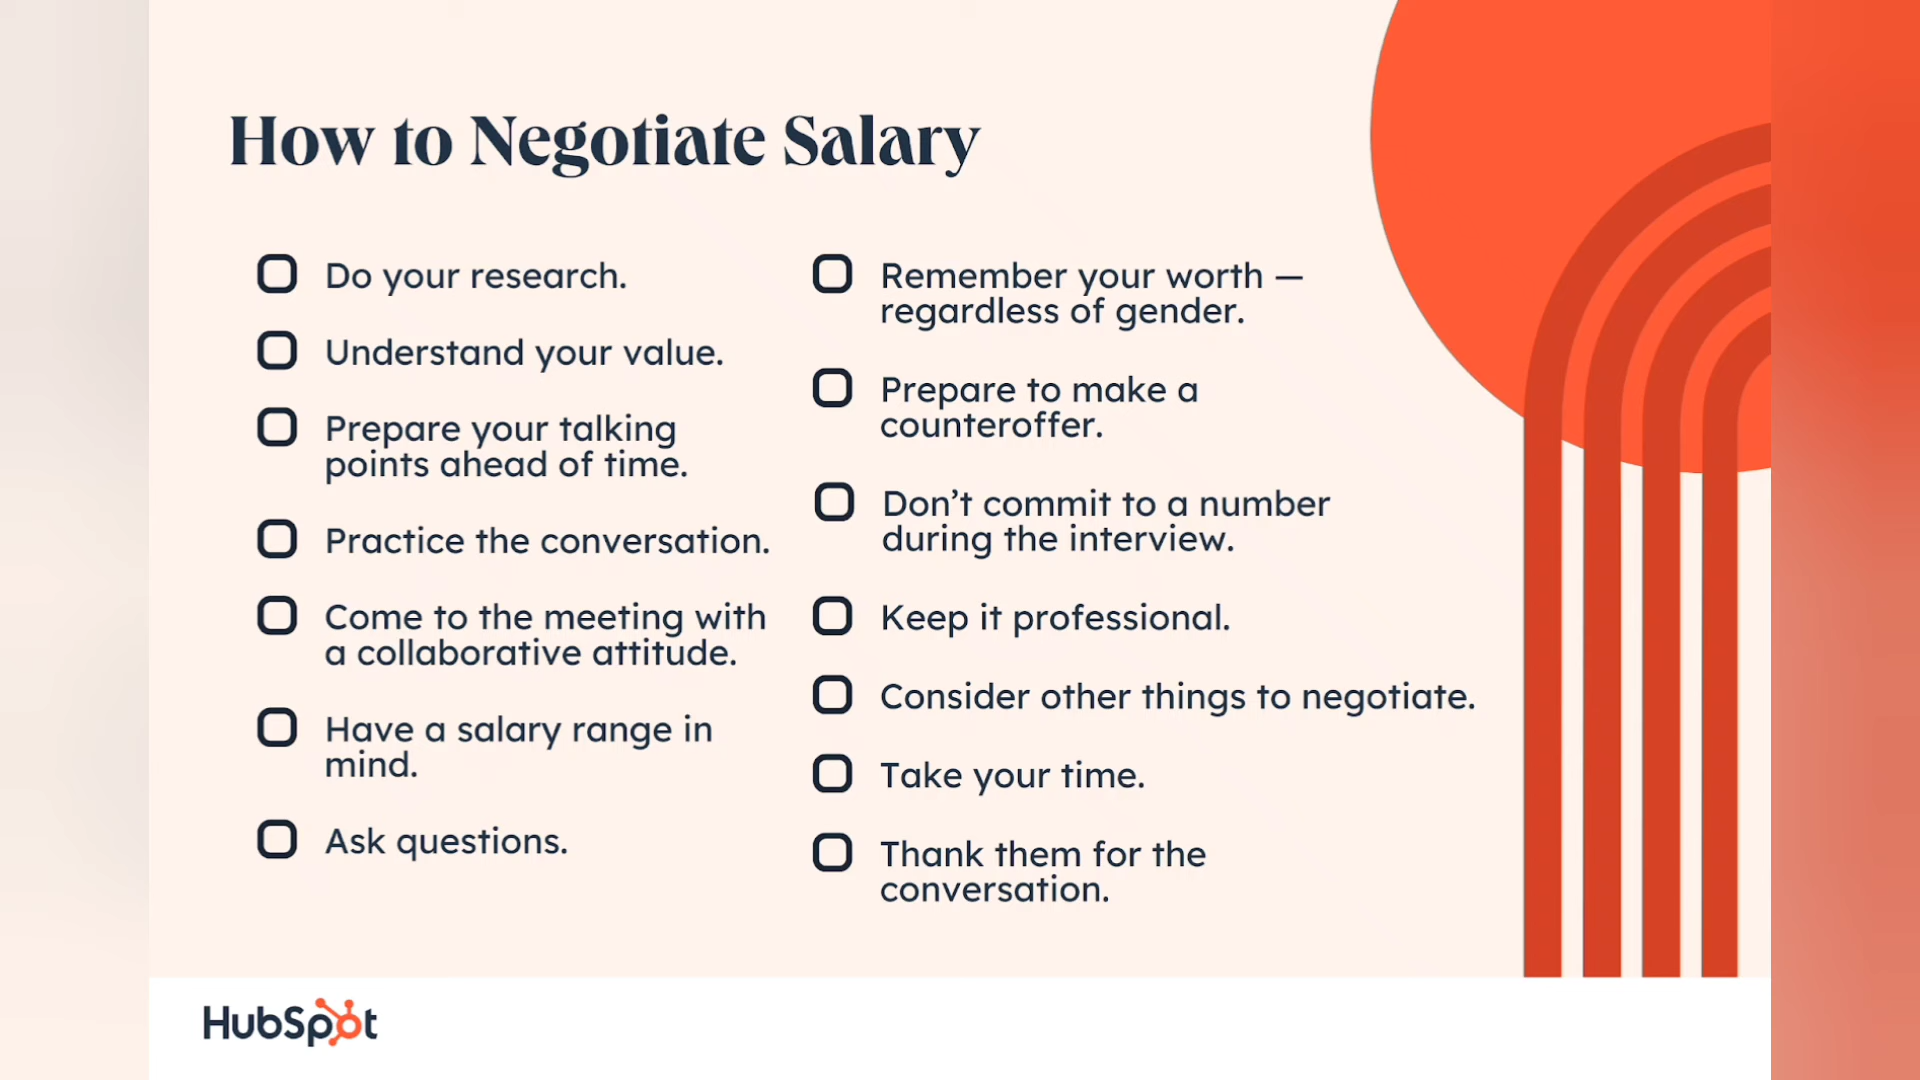 How to Negotiate Salary
Do your research.
Understand your value.
Prepare your talking
points ahead of time.
Practice the conversation.
Come to the meeting with
a collaborative attitude.
Have a salary range in
mind.
Ask questions.
Remember your worth —
regardless of gender.
Prepare to make a
counteroffer.
Don’t commit to a number
during the interview.
Keep it professional.
Consider other things to negotiate.
Take your time.
Thank them for the
conversation.
HubSpot